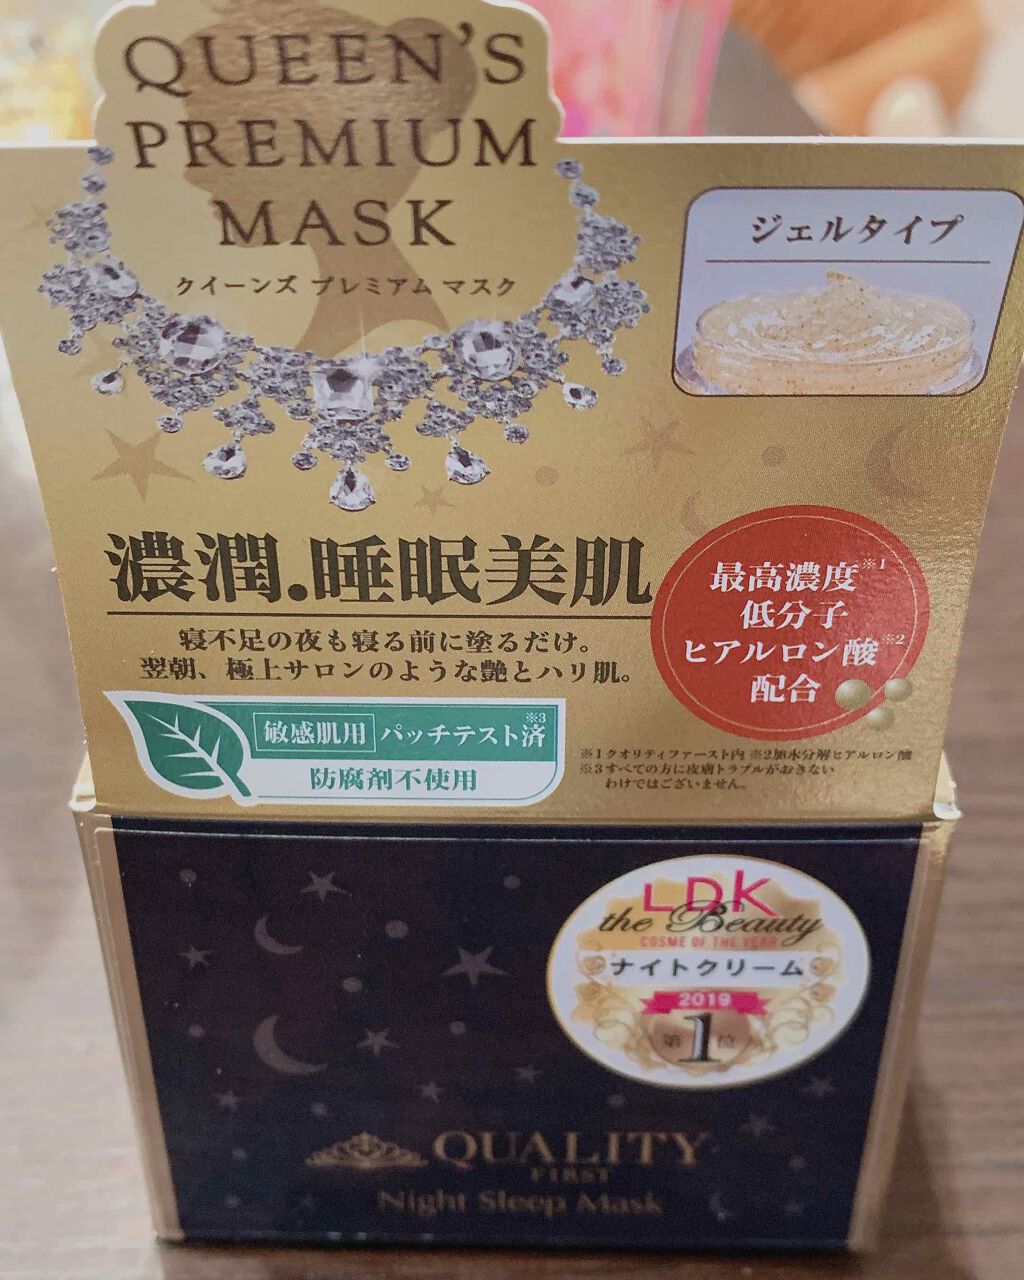 QUEEN'S
PREMIUM
MASK
クイーンズ プレミアム マスク
ジェルタイプ
濃潤.睡眠美肌
寝不足の夜も寝る前に塗るだけ。
翌朝、極上サロンのような艶とハリ肌。
最高濃度※1
低分子
ヒアルロン酸※2
配合
敏感肌用 パッチテスト済※3
防腐剤不使用
※1クオリティファースト内 ※2加水分解ヒアルロン酸
※3すべての方に皮膚トラブルがおきない
わけではございません。
LDK
the Beauty
COSME OF THE YEAR
ナイトクリーム
2019
第1位
QUALITY
FIRST
Night Sleep Mask